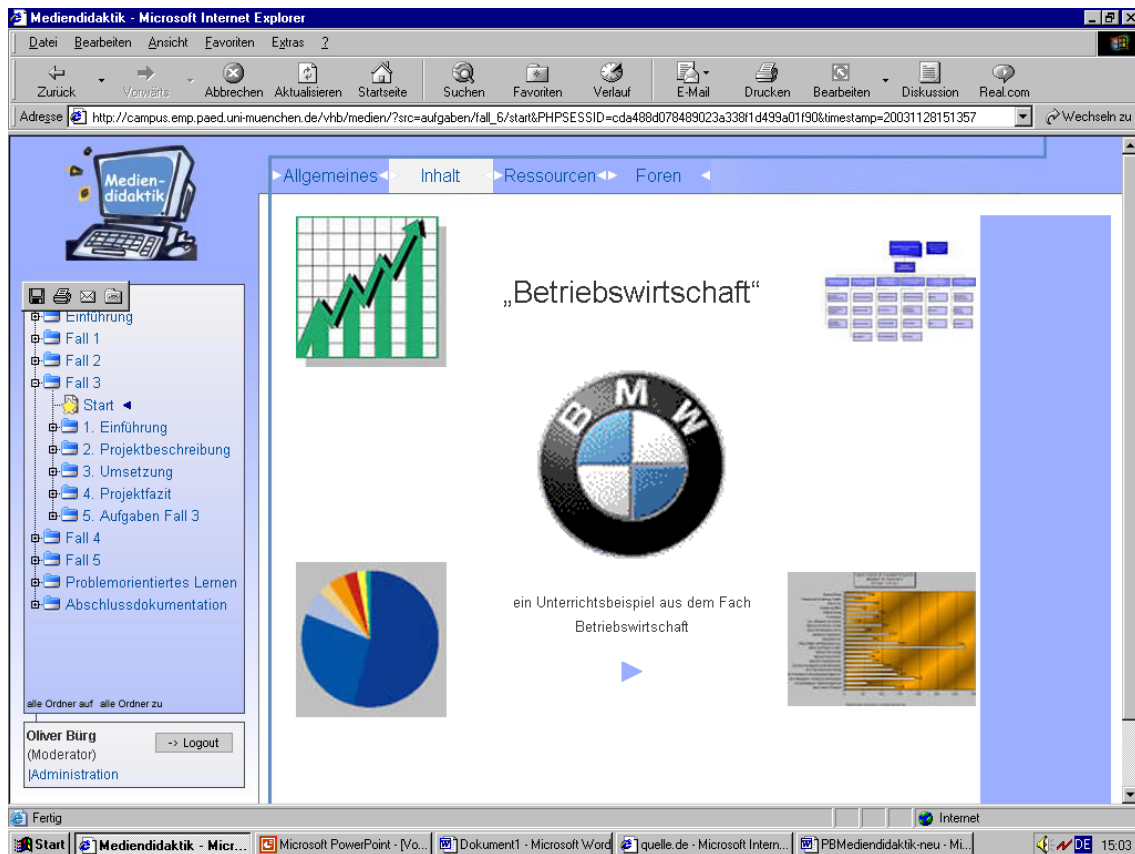 Mediendidaktik - Microsoft Internet Explorer
Datei Bearbeiten Ansicht Favoriten Extras ?
Zurück Vorwärts Abbrechen Aktualisieren Startseite Suchen Favoriten Verlauf E-Mail Drucken Bearbeiten Diskussion Real.com
Adresse http://campus.emp.paed.uni-muenchen.de/vhb/medien/?src=aufgaben/fall_6/start&PHPSESSID=cda488d078489023a338f1d499a01f90&timestamp=20031128151357 Wechseln zu
Medien-
didaktik
Allgemeines Inhalt Ressourcen Foren
Einführung
Fall 1
Fall 2
Fall 3
Start
1. Einführung
2. Projektbeschreibung
3. Umsetzung
4. Projektfazit
5. Aufgaben Fall 3
Fall 4
Fall 5
Problemorientiertes Lernen
Abschlussdokumentation
alle Ordner auf alle Ordner zu
Oliver Bürg
(Moderator)
-> Logout
|Administration
„Betriebswirtschaft“
BMW
ein Unterrichtsbeispiel aus dem Fach
Betriebswirtschaft
Fertig Internet
Start Mediendidaktik - Micr... Microsoft PowerPoint - [Vo... Dokument1 - Microsoft Word quelle.de - Microsoft Intern... PBMediendidaktik-neu - Mi... DE 15:03